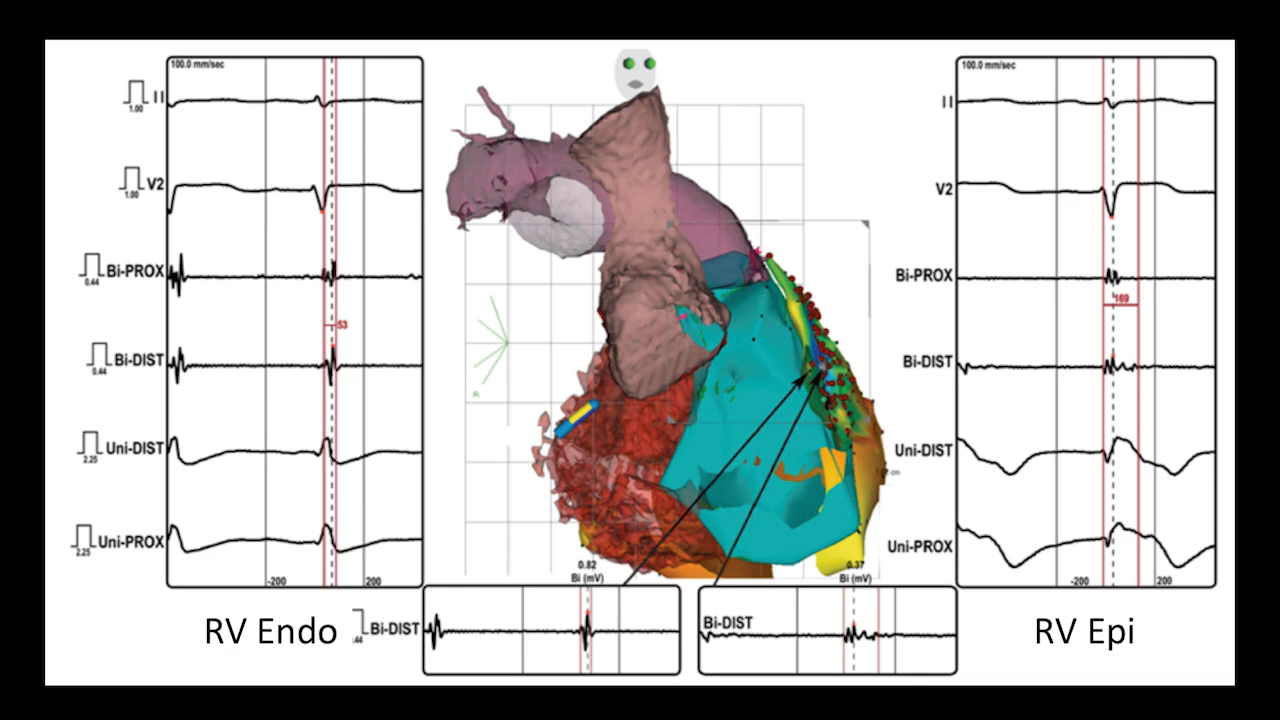 100.0 mm/sec
II
1.00
V2
1.00
Bi-PROX
0.44
53
Bi-DIST
0.44
Uni-DIST
2.25
Uni-PROX
2.25
-200
200
RV Endo
100.0 mm/sec
II
V2
Bi-PROX
169
Bi-DIST
Uni-DIST
Uni-PROX
-200
200
RV Epi
0.82
Bi (mV)
.44
Bi-DIST
0.37
Bi (mV)
Bi-DIST
cm